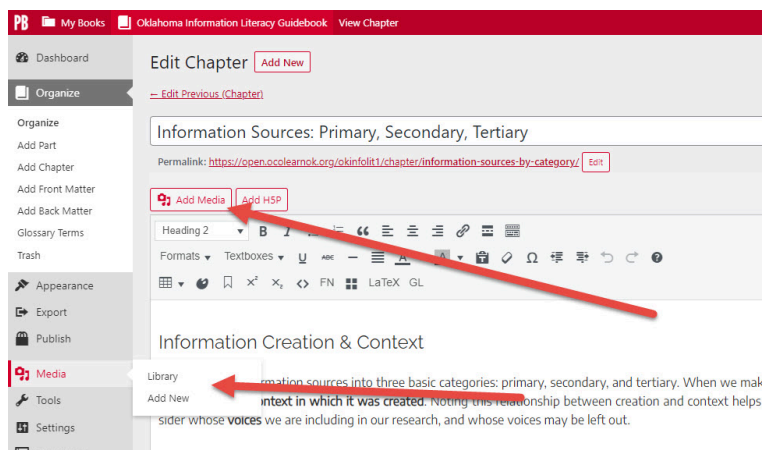 PB My Books Oklahoma Information Literacy Guidebook View Chapter
Dashboard
Organize
Organize
Add Part
Add Chapter
Add Front Matter
Add Back Matter
Glossary Terms
Trash
Appearance
Export
Publish
Media
Library
Add New
Tools
Settings
Edit Chapter Add New
← Edit Previous (Chapter)
Information Sources: Primary, Secondary, Tertiary
Permalink: https://open.ocolearnok.org/okinfolit1/chapter/information-sources-by-category/ Edit
Add Media Add H5P
Heading 2 B I
Formats Textboxes U ABC A A Ω
x² x₂ <> FN LaTeX GL
Information Creation & Context
rmation sources into three basic categories: primary, secondary, and tertiary. When we mak
ntext in which it was created. Noting this relationship between creation and context helps
sider whose voices we are including in our research, and whose voices may be left out.